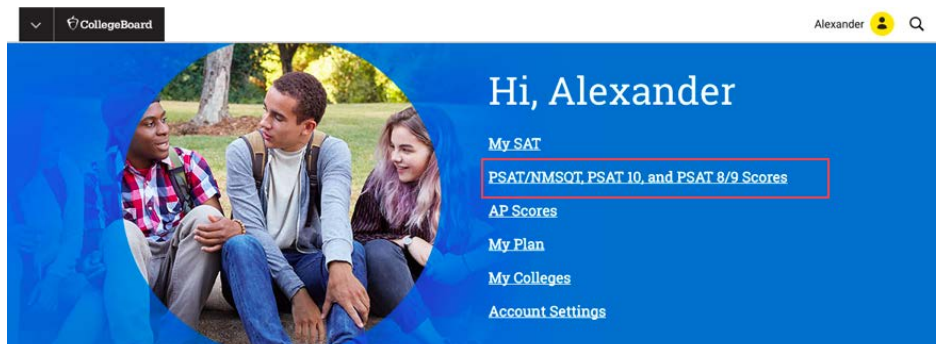 CollegeBoard
Alexander
Hi, Alexander
My SAT
PSAT/NMSQT, PSAT 10, and PSAT 8/9 Scores
AP Scores
My Plan
My Colleges
Account Settings